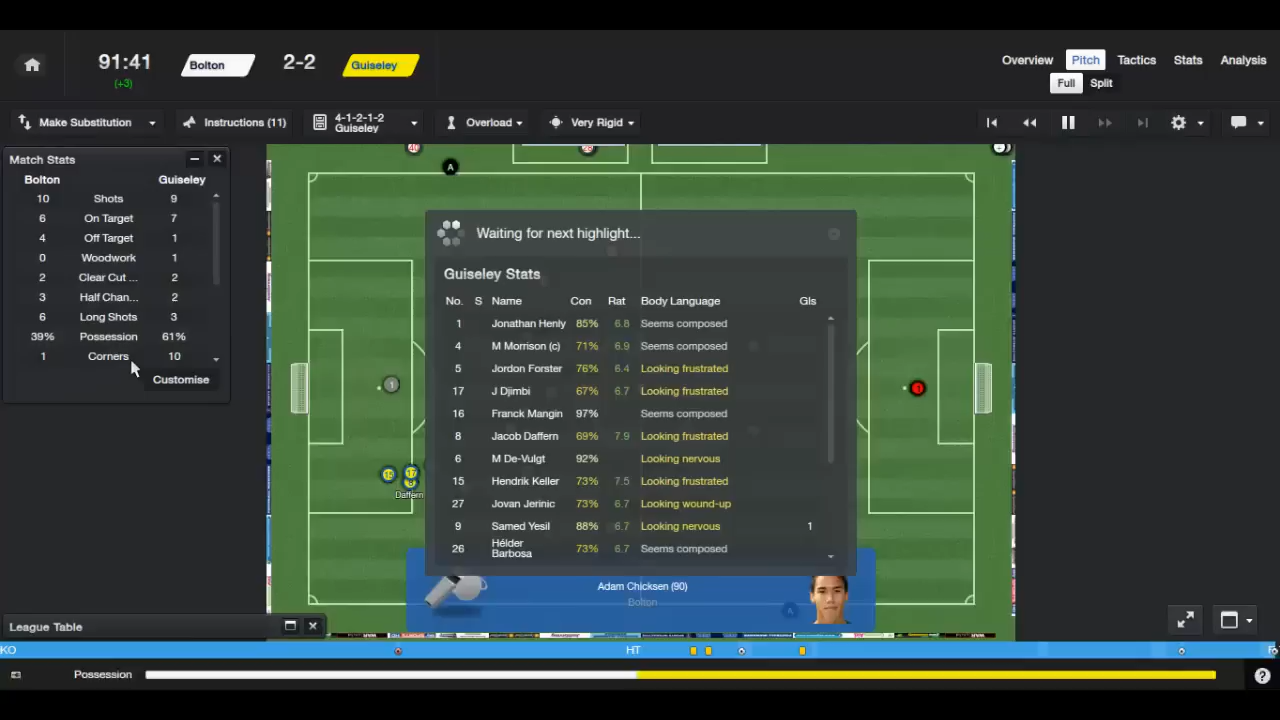 91:41
(+3)
Bolton
2-2
Guiseley
Overview
Pitch
Tactics
Stats
Analysis
Full
Split
Make Substitution
Instructions (11)
4-1-2-1-2
Guiseley
Overload
Very Rigid
Match Stats
Bolton Guiseley
10 Shots 9
6 On Target 7
4 Off Target 1
0 Woodwork 1
2 Clear Cut ... 2
3 Half Chan... 2
6 Long Shots 3
39% Possession 61%
1 Corners 10
Customise
A
Waiting for next highlight...
Guiseley Stats
No. S Name Con Rat Body Language Gls
1 Jonathan Henly 85% 6.8 Seems composed
4 M Morrison (c) 71% 6.9 Seems composed
5 Jordon Forster 76% 6.4 Looking frustrated
17 J Djimbi 67% 6.7 Looking frustrated
16 Franck Mangin 97% Seems composed
8 Jacob Daffern 69% 7.9 Looking frustrated
6 M De-Vulgt 92% Looking nervous
15 Hendrik Keller 73% 7.5 Looking frustrated
27 Jovan Jerinic 73% 6.7 Looking wound-up
9 Samed Yesil 88% 6.7 Looking nervous 1
26 Hélder
Barbosa 73% 6.7 Seems composed
1
1
15
17
Daffern
Adam Chicksen (90)
Bolton
A
League Table
KO
HT
Possession
?